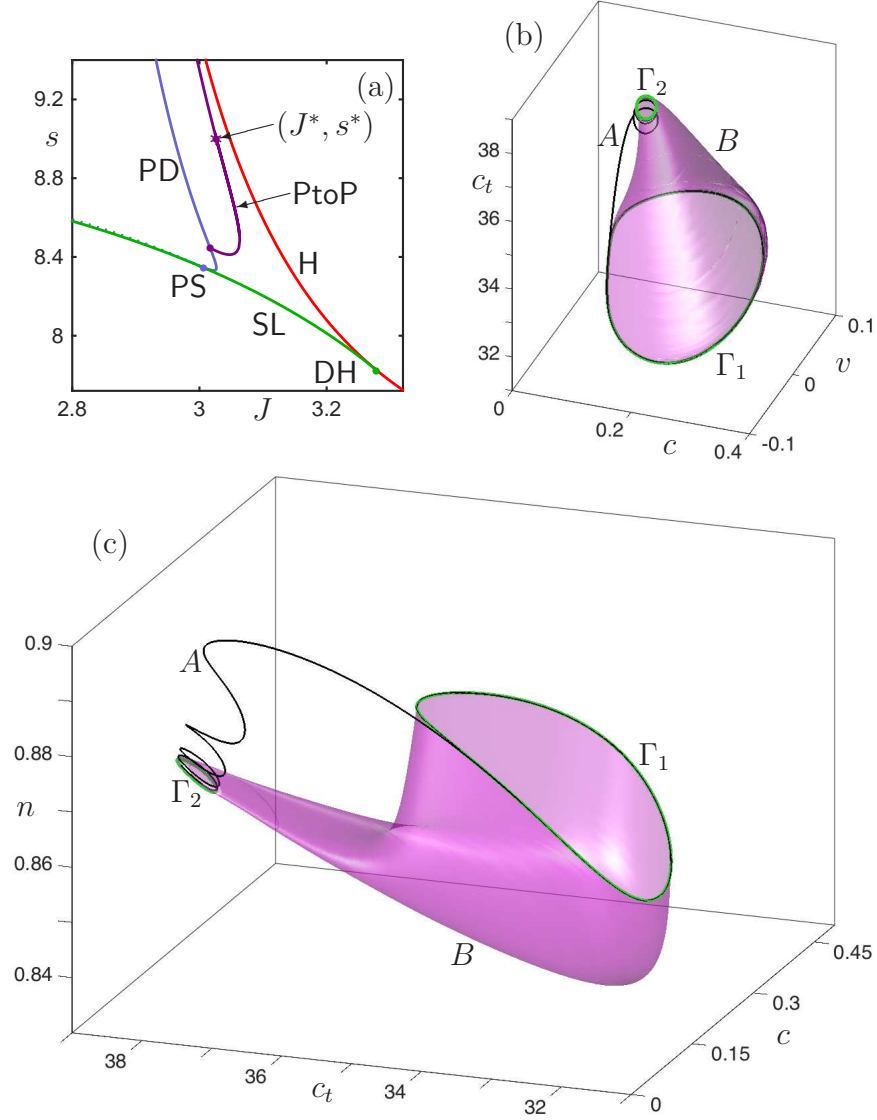 (a)
9.2
s
(J*, s*)
8.8
PD
PtoP
8.4
H
PS
SL
8
DH
2.8
3
J
3.2
(b)
Γ₂
A
B
38
c_t
36
34
32
Γ₁
0.1
v
0
0
0.2
c
0.4
-0.1
(c)
0.9
A
0.88
Γ₁
Γ₂
n
0.86
B
0.84
0.45
0.3
c
0.15
38
36
c_t
34
32
0